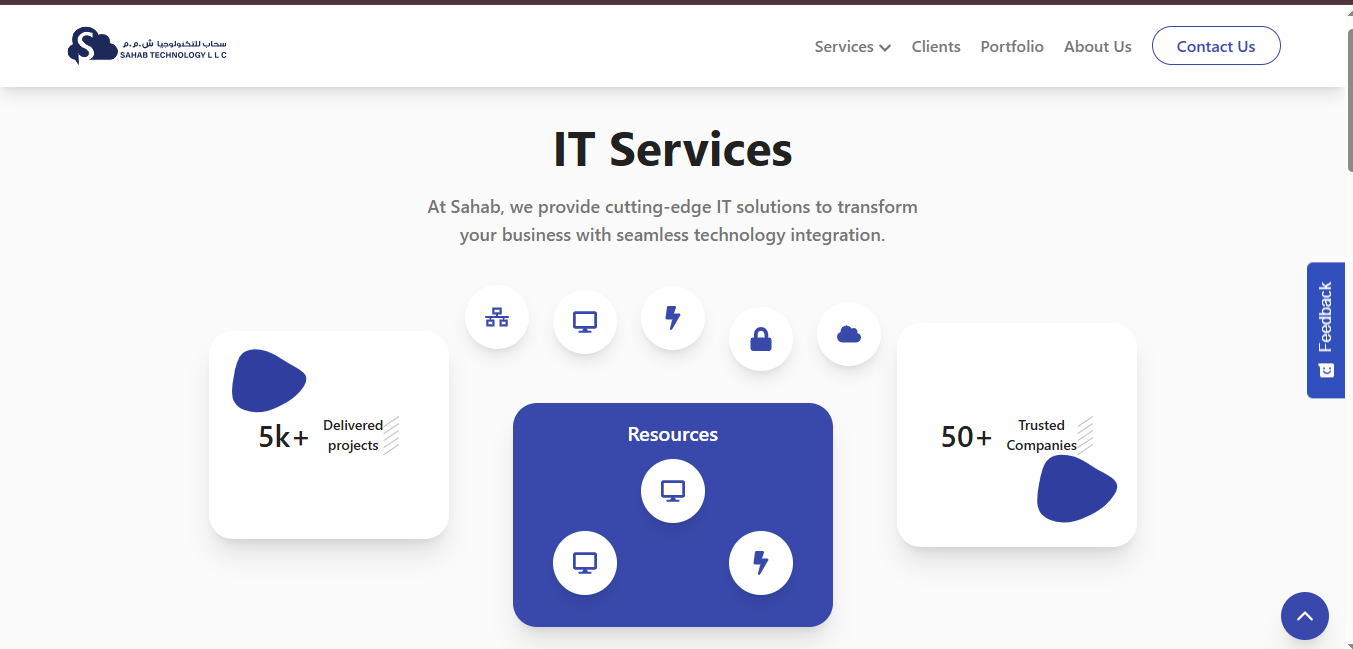 سحاب للتكنولوجيا ش.م.م
SAHAB TECHNOLOGY L L C
Services
Clients
Portfolio
About Us
Contact Us
IT Services
At Sahab, we provide cutting-edge IT solutions to transform
your business with seamless technology integration.
Feedback
5k+
Delivered
projects
Resources
50+
Trusted
Companies